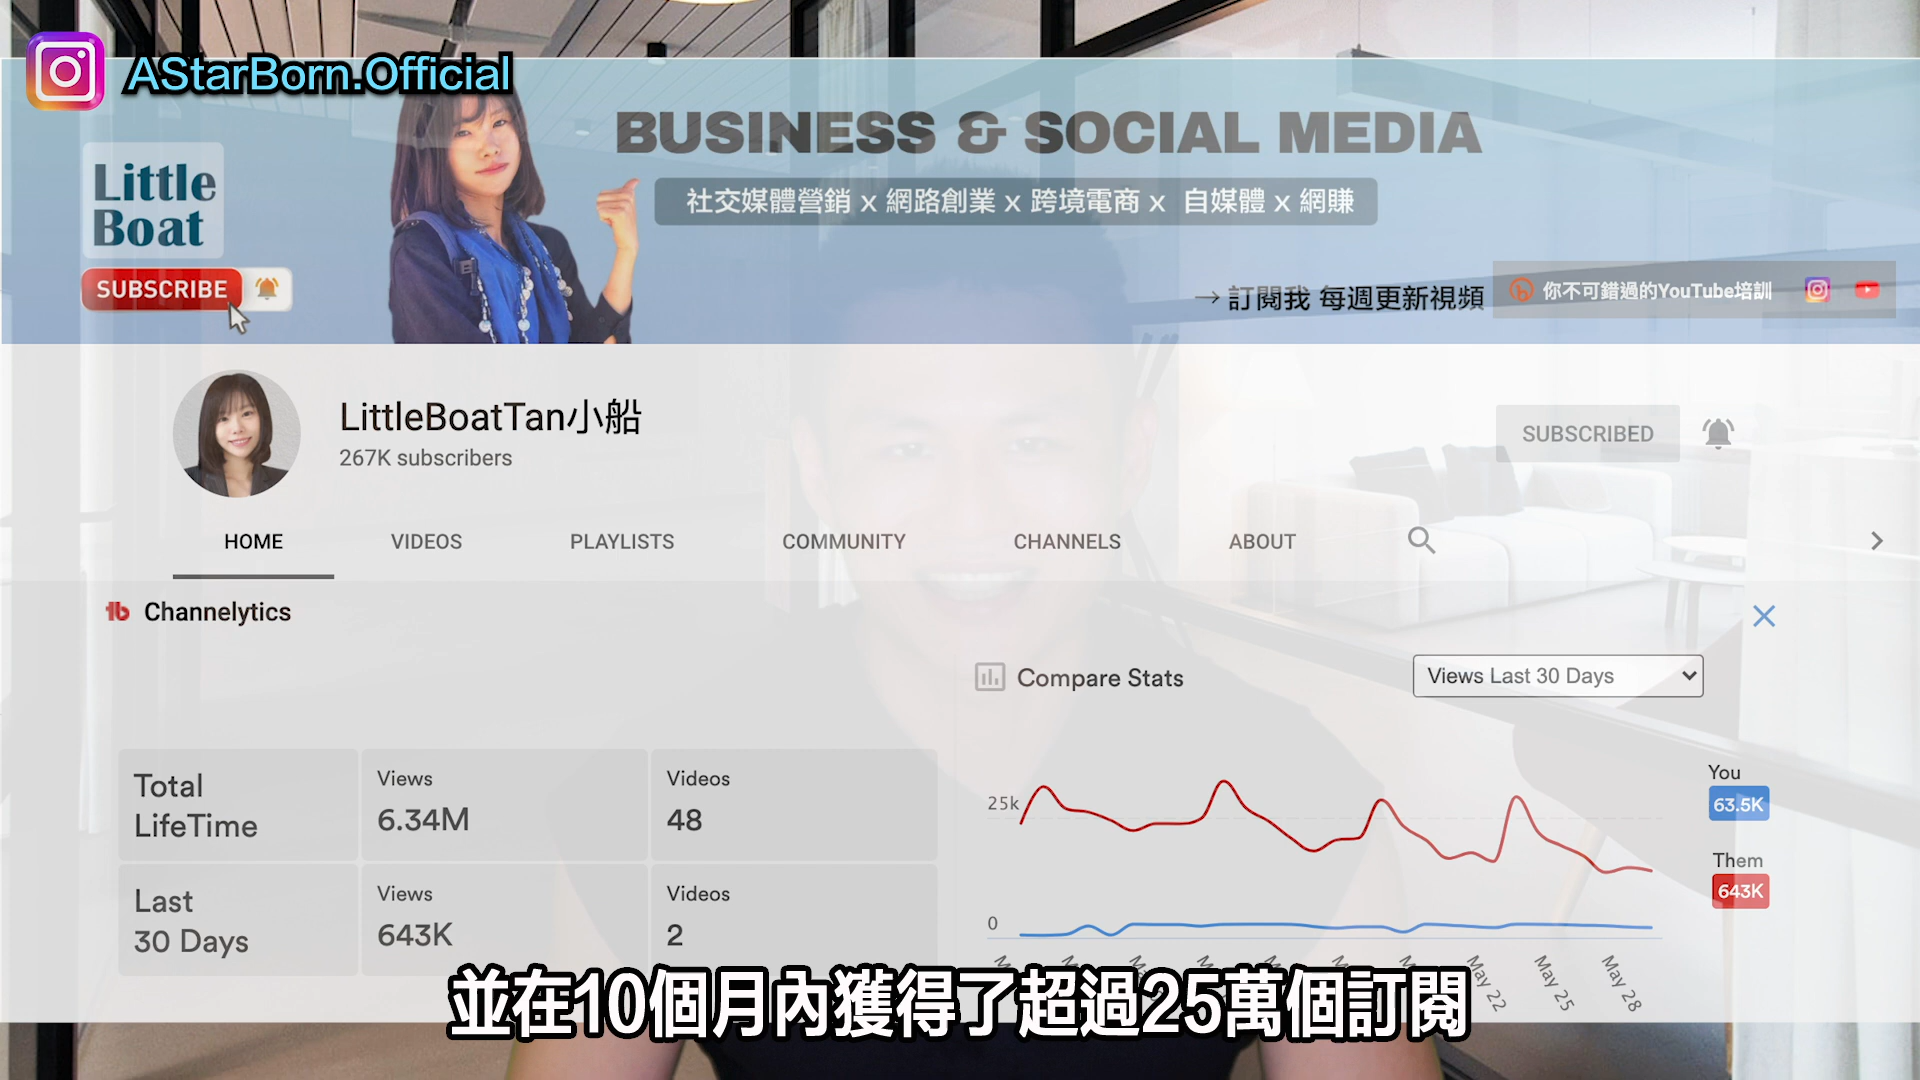 AStarBorn.Official
BUSINESS & SOCIAL MEDIA
Little
Boat
社交媒體營銷 x 網路創業 x 跨境電商 x 自媒體 x 網賺
SUBSCRIBE
→ 訂閱我 每週更新視頻
你不可錯過的YouTube培訓
LittleBoatTan小船
267K subscribers
SUBSCRIBED
HOME VIDEOS PLAYLISTS COMMUNITY CHANNELS ABOUT
Channelytics
Compare Stats
Views Last 30 Days
Total
LifeTime
Views
6.34M
Videos
48
Last
30 Days
Views
643K
Videos
2
25k
0
You
63.5K
Them
643K
May 22
May 25
May 28
並在10個月內獲得了超過25萬個訂閱